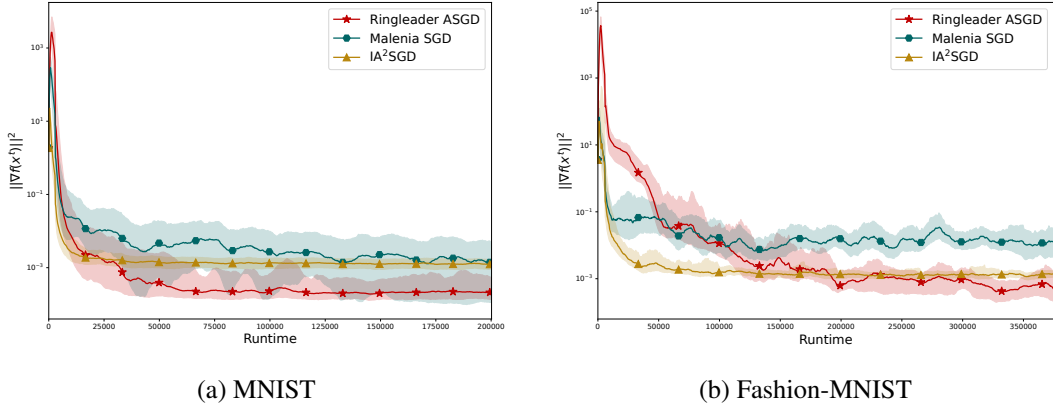 Ringleader ASGD
Malenia SGD
IA²SGD
10³
10¹
10⁻¹
10⁻³
||∇f(xᵗ)||²
0 25000 50000 75000 100000 125000 150000 175000 200000
Runtime
(a) MNIST
Ringleader ASGD
Malenia SGD
IA²SGD
10⁵
10³
10¹
10⁻¹
10⁻³
||∇f(xᵗ)||²
0 50000 100000 150000 200000 250000 300000 350000
Runtime
(b) Fashion-MNIST